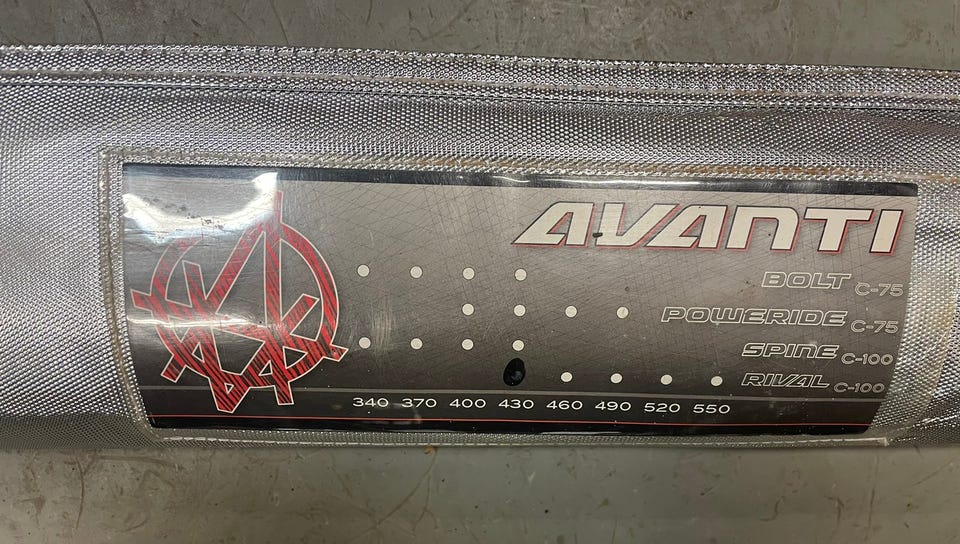 AVANTI
BOLT C-75
POWERIDE C-75
SPINE C-100
RIVAL C-100
340 370 400 430 460 490 520 550